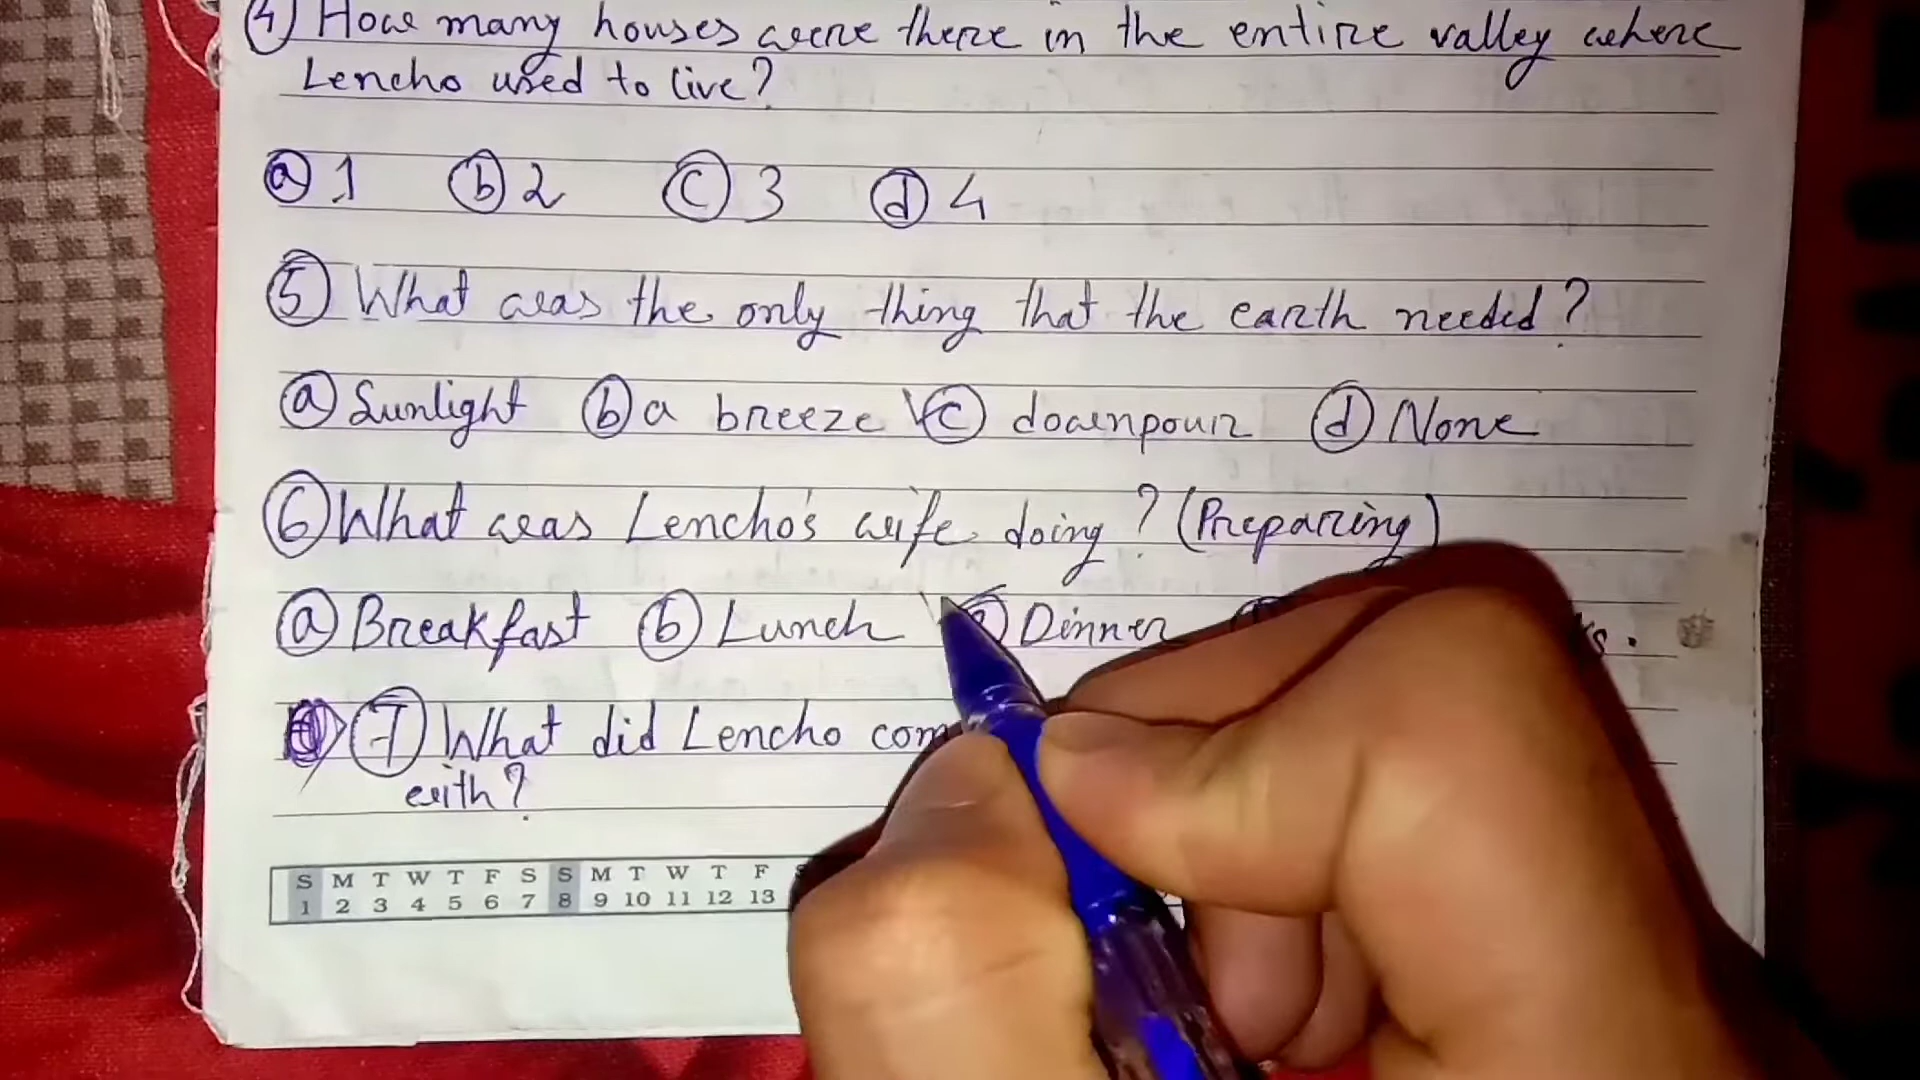 4) How many houses were there in the entire valley where
Lencho used to live?
a) 1 b) 2 c) 3 d) 4
5) What was the only thing that the earth needed?
a) Sunlight b) a breeze c) downpour d) None
6) What was Lencho's wife doing? (Preparing)
a) Breakfast b) Lunch c) Dinner
7) What did Lencho com
with?
S M T W T F S S M T W T F
1 2 3 4 5 6 7 8 9 10 11 12 13